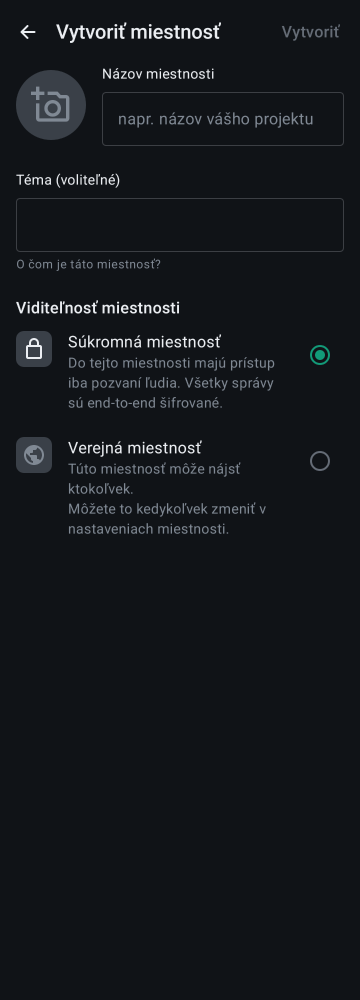 Vytvoriť miestnosť
Vytvoriť
Názov miestnosti
napr. názov vášho projektu
Téma (voliteľné)
O čom je táto miestnosť?
Viditeľnosť miestnosti
Súkromná miestnosť
Do tejto miestnosti majú prístup
iba pozvaní ľudia. Všetky správy
sú end-to-end šifrované.
Verejná miestnosť
Túto miestnosť môže nájsť
ktokoľvek.
Môžete to kedykoľvek zmeniť v
nastaveniach miestnosti.